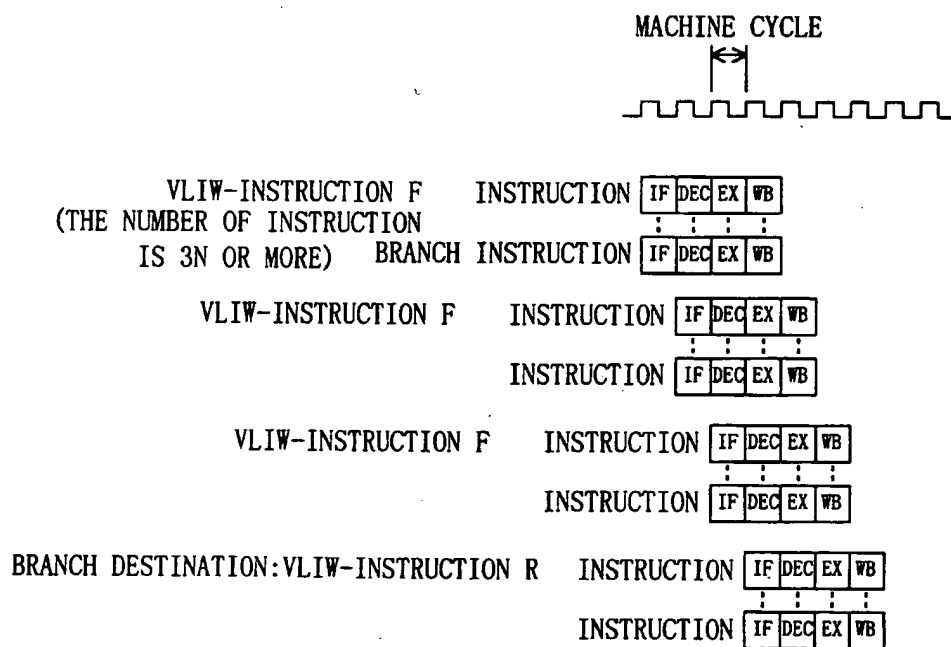 MACHINE CYCLE
VLIW-INSTRUCTION F INSTRUCTION IF DEC EX WB
(THE NUMBER OF INSTRUCTION
IS 3N OR MORE) BRANCH INSTRUCTION IF DEC EX WB
VLIW-INSTRUCTION F INSTRUCTION IF DEC EX WB
INSTRUCTION IF DEC EX WB
VLIW-INSTRUCTION F INSTRUCTION IF DEC EX WB
INSTRUCTION IF DEC EX WB
BRANCH DESTINATION:VLIW-INSTRUCTION R INSTRUCTION IF DEC EX WB
INSTRUCTION IF DEC EX WB